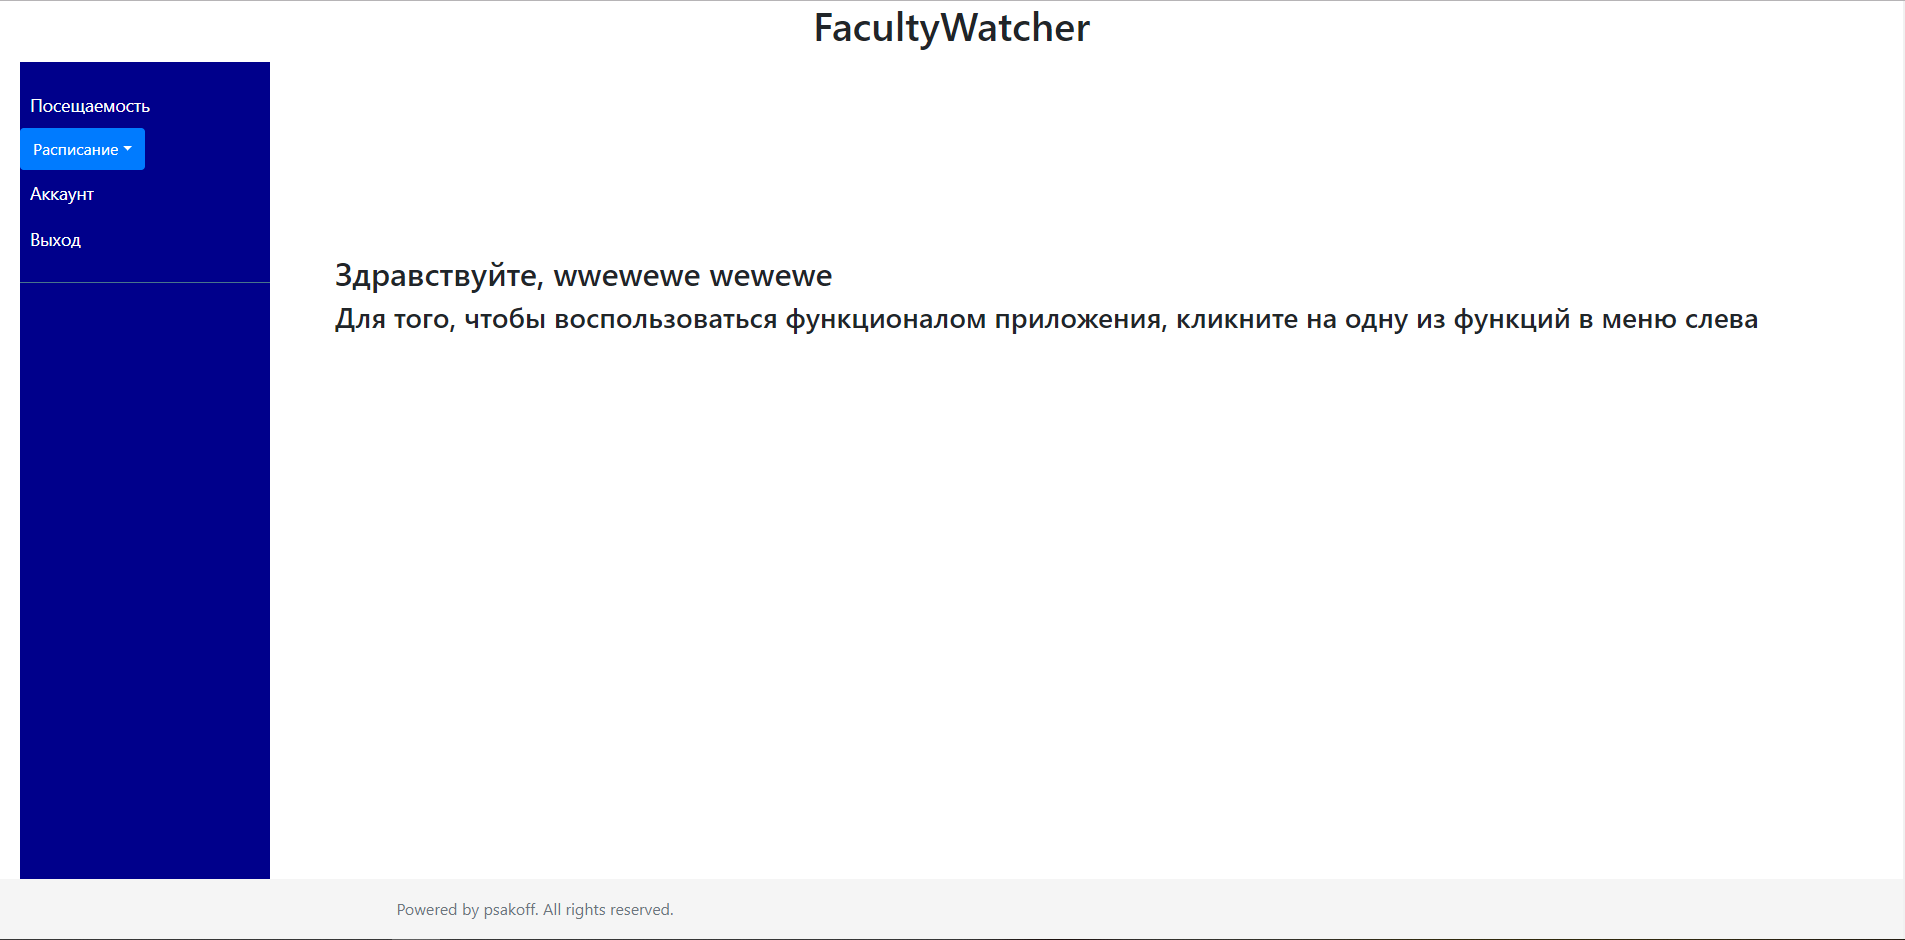 FacultyWatcher
Посещаемость
Расписание
Аккаунт
Выход
Здравствуйте, wwewewe wewewe
Для того, чтобы воспользоваться функционалом приложения, кликните на одну из функций в меню слева
Powered by psakoff. All rights reserved.